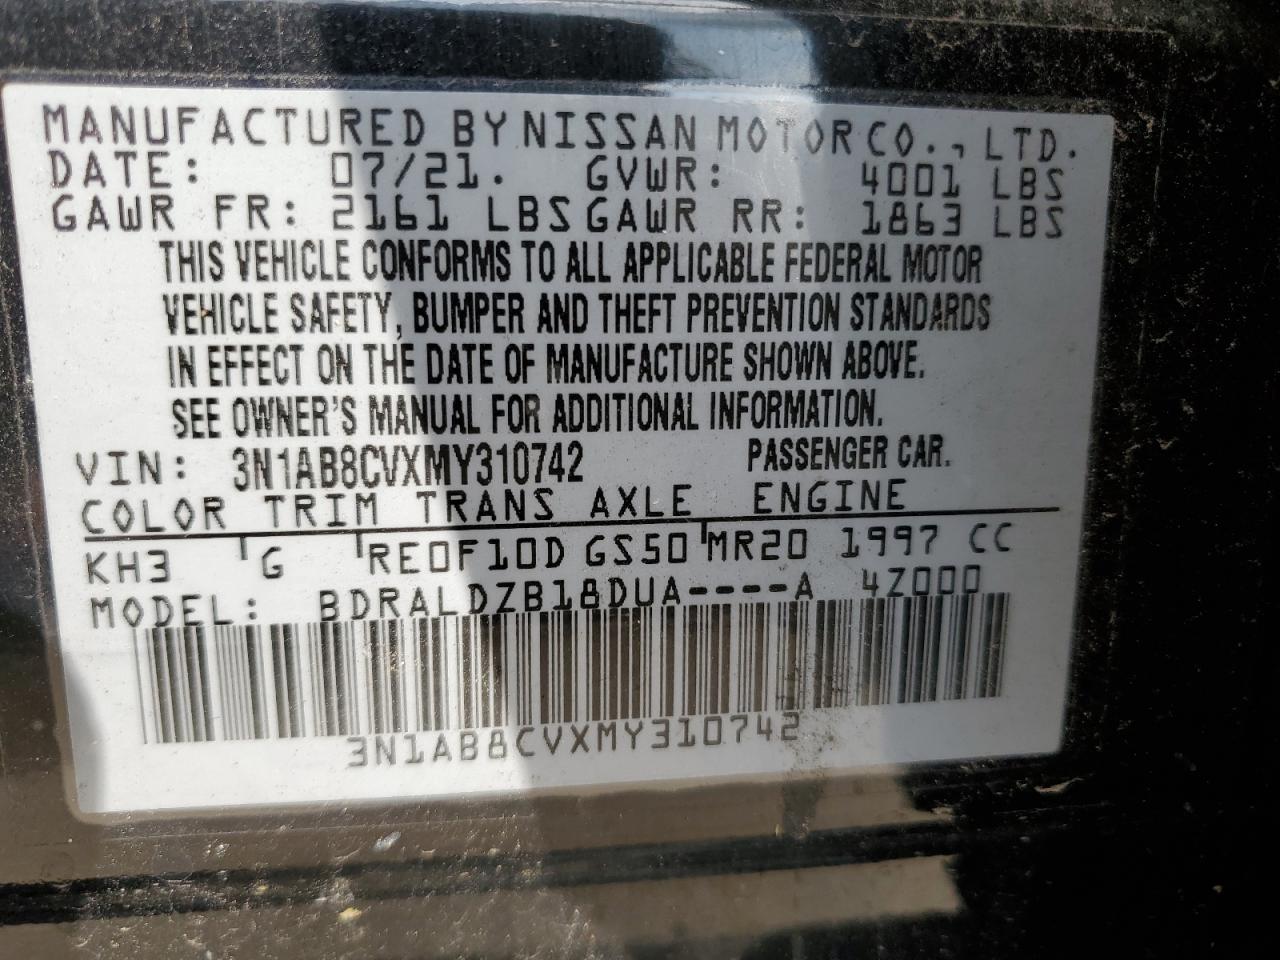 MANUFACTURED BY NISSAN MOTOR CO., LTD.
DATE: 07/21. GVWR: 4001 LBS
GAWR FR: 2161 LBS GAWR RR: 1863 LBS
THIS VEHICLE CONFORMS TO ALL APPLICABLE FEDERAL MOTOR
VEHICLE SAFETY, BUMPER AND THEFT PREVENTION STANDARDS
IN EFFECT ON THE DATE OF MANUFACTURE SHOWN ABOVE.
SEE OWNER'S MANUAL FOR ADDITIONAL INFORMATION.
VIN: 3N1AB8CVXMY310742 PASSENGER CAR.
COLOR TRIM TRANS AXLE ENGINE
KH3 G RE0F10D GS50 MR20 1997 CC
MODEL: BDRALDZB18DUA----A 4Z000
3N1AB8CVXMY310742